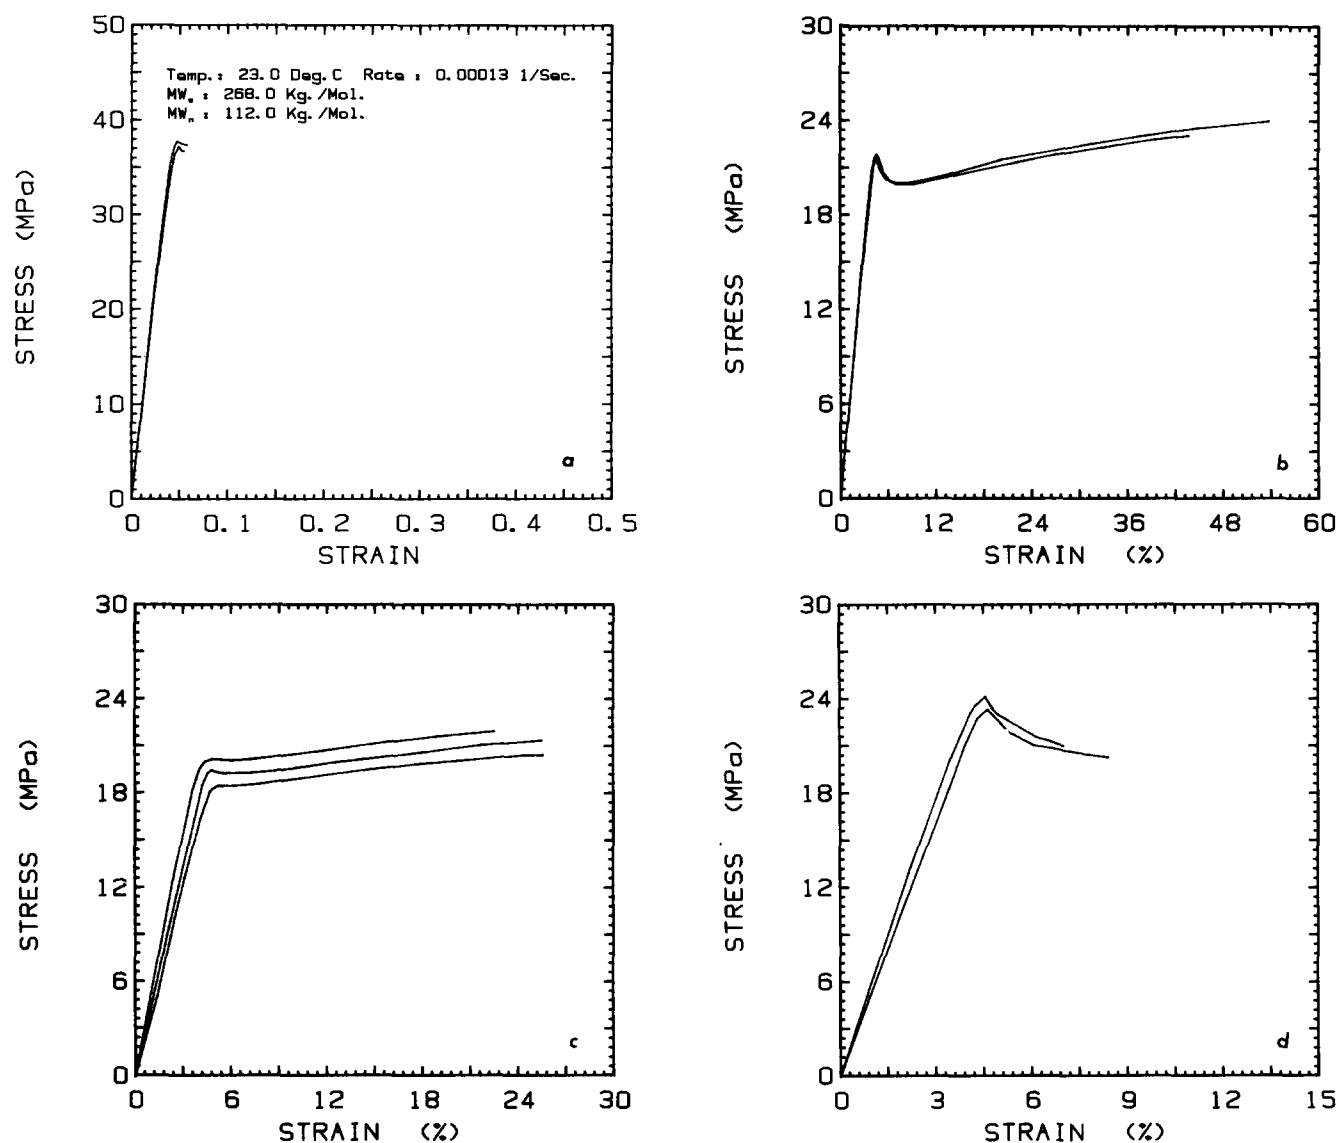 50
40
30
20
10
0
STRESS (MPa)
Temp.: 23.0 Deg.C Rate : 0.00013 1/Sec.
MWw : 268.0 Kg./Mol.
MWn : 112.0 Kg./Mol.
a
0 0.1 0.2 0.3 0.4 0.5
STRAIN
30
24
18
12
6
0
STRESS (MPa)
b
0 12 24 36 48 60
STRAIN (%)
30
24
18
12
6
0
STRESS (MPa)
c
0 6 12 18 24 30
STRAIN (%)
30
24
18
12
6
0
STRESS (MPa)
d
0 3 6 9 12 15
STRAIN (%)